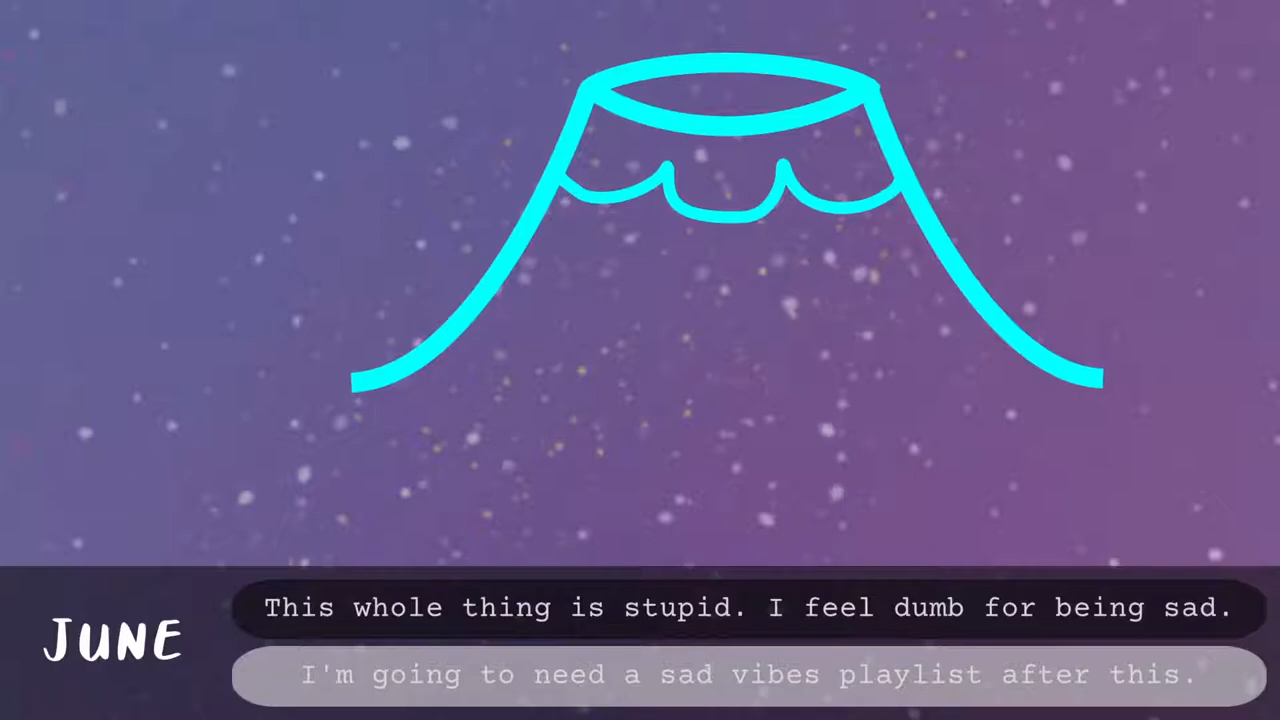 JUNE
This whole thing is stupid. I feel dumb for being sad.
I'm going to need a sad vibes playlist after this.